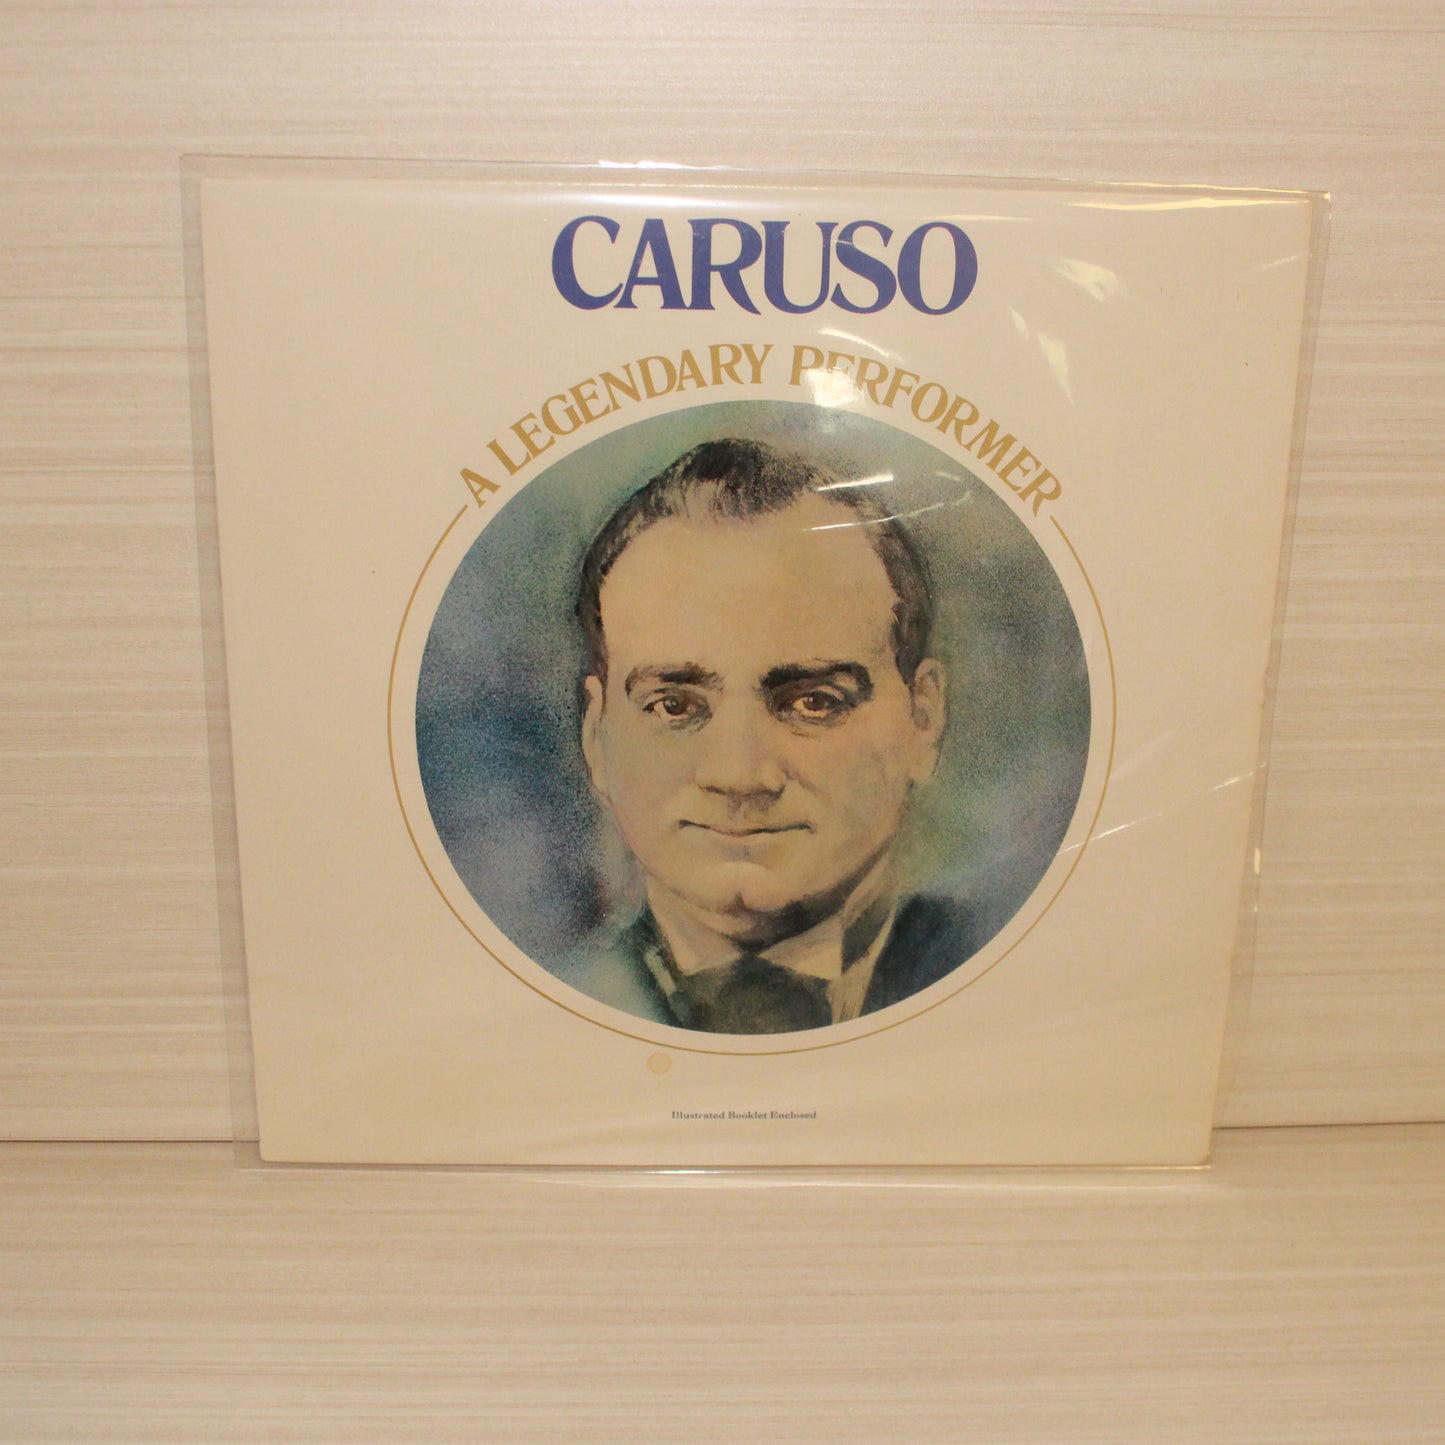 CARUSO
A LEGENDARY PERFORMER
Illustrated Booklet Enclosed